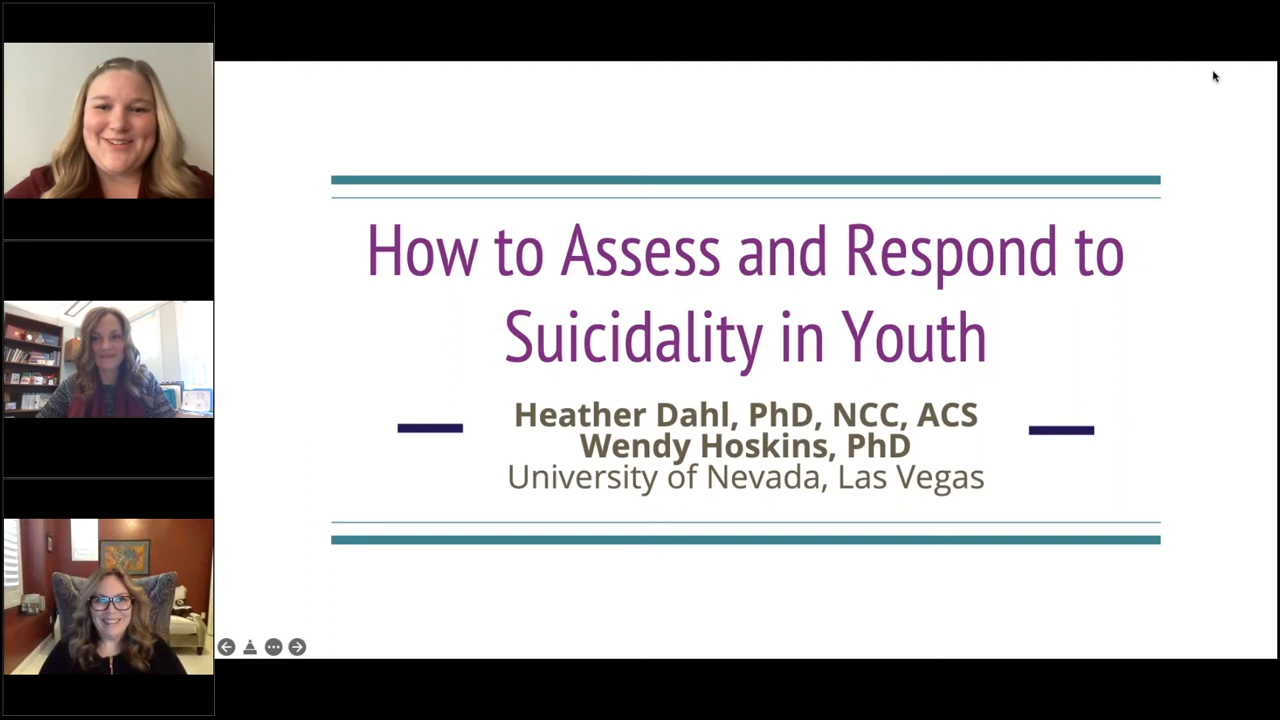 How to Assess and Respond to
Suicidality in Youth
Heather Dahl, PhD, NCC, ACS
Wendy Hoskins, PhD
University of Nevada, Las Vegas